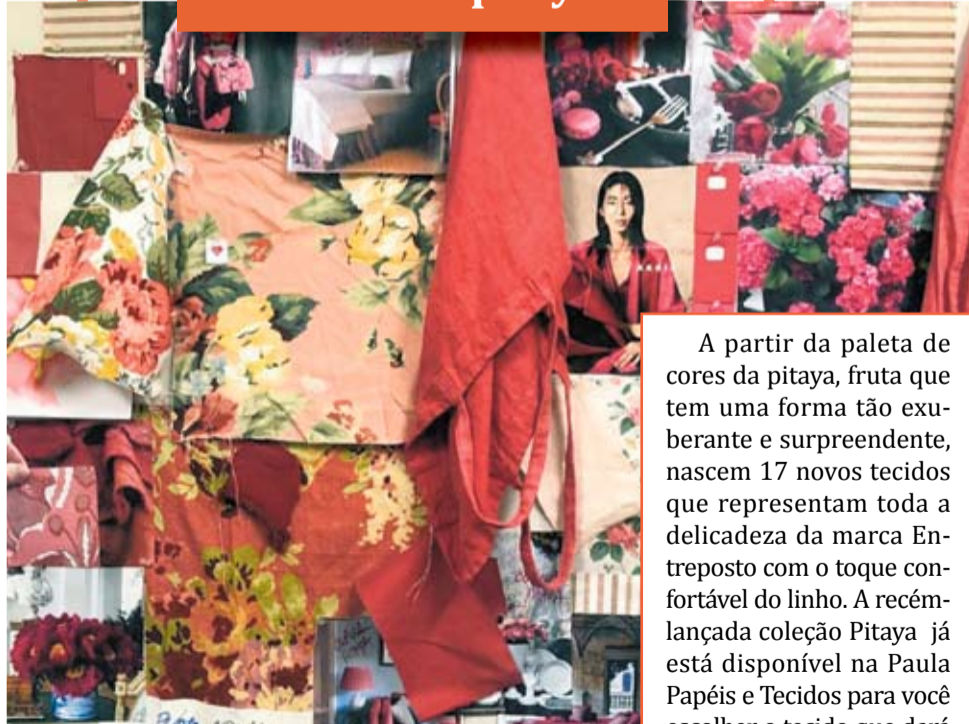 A partir da paleta de
cores da pitaya, fruta que
tem uma forma tão exu-
berante e surpreendente,
nascem 17 novos tecidos
que representam toda a
delicadeza da marca En-
treposto com o toque con-
fortável do linho. A recém-
lançada coleção Pitaya já
está disponível na Paula
Papéis e Tecidos para você